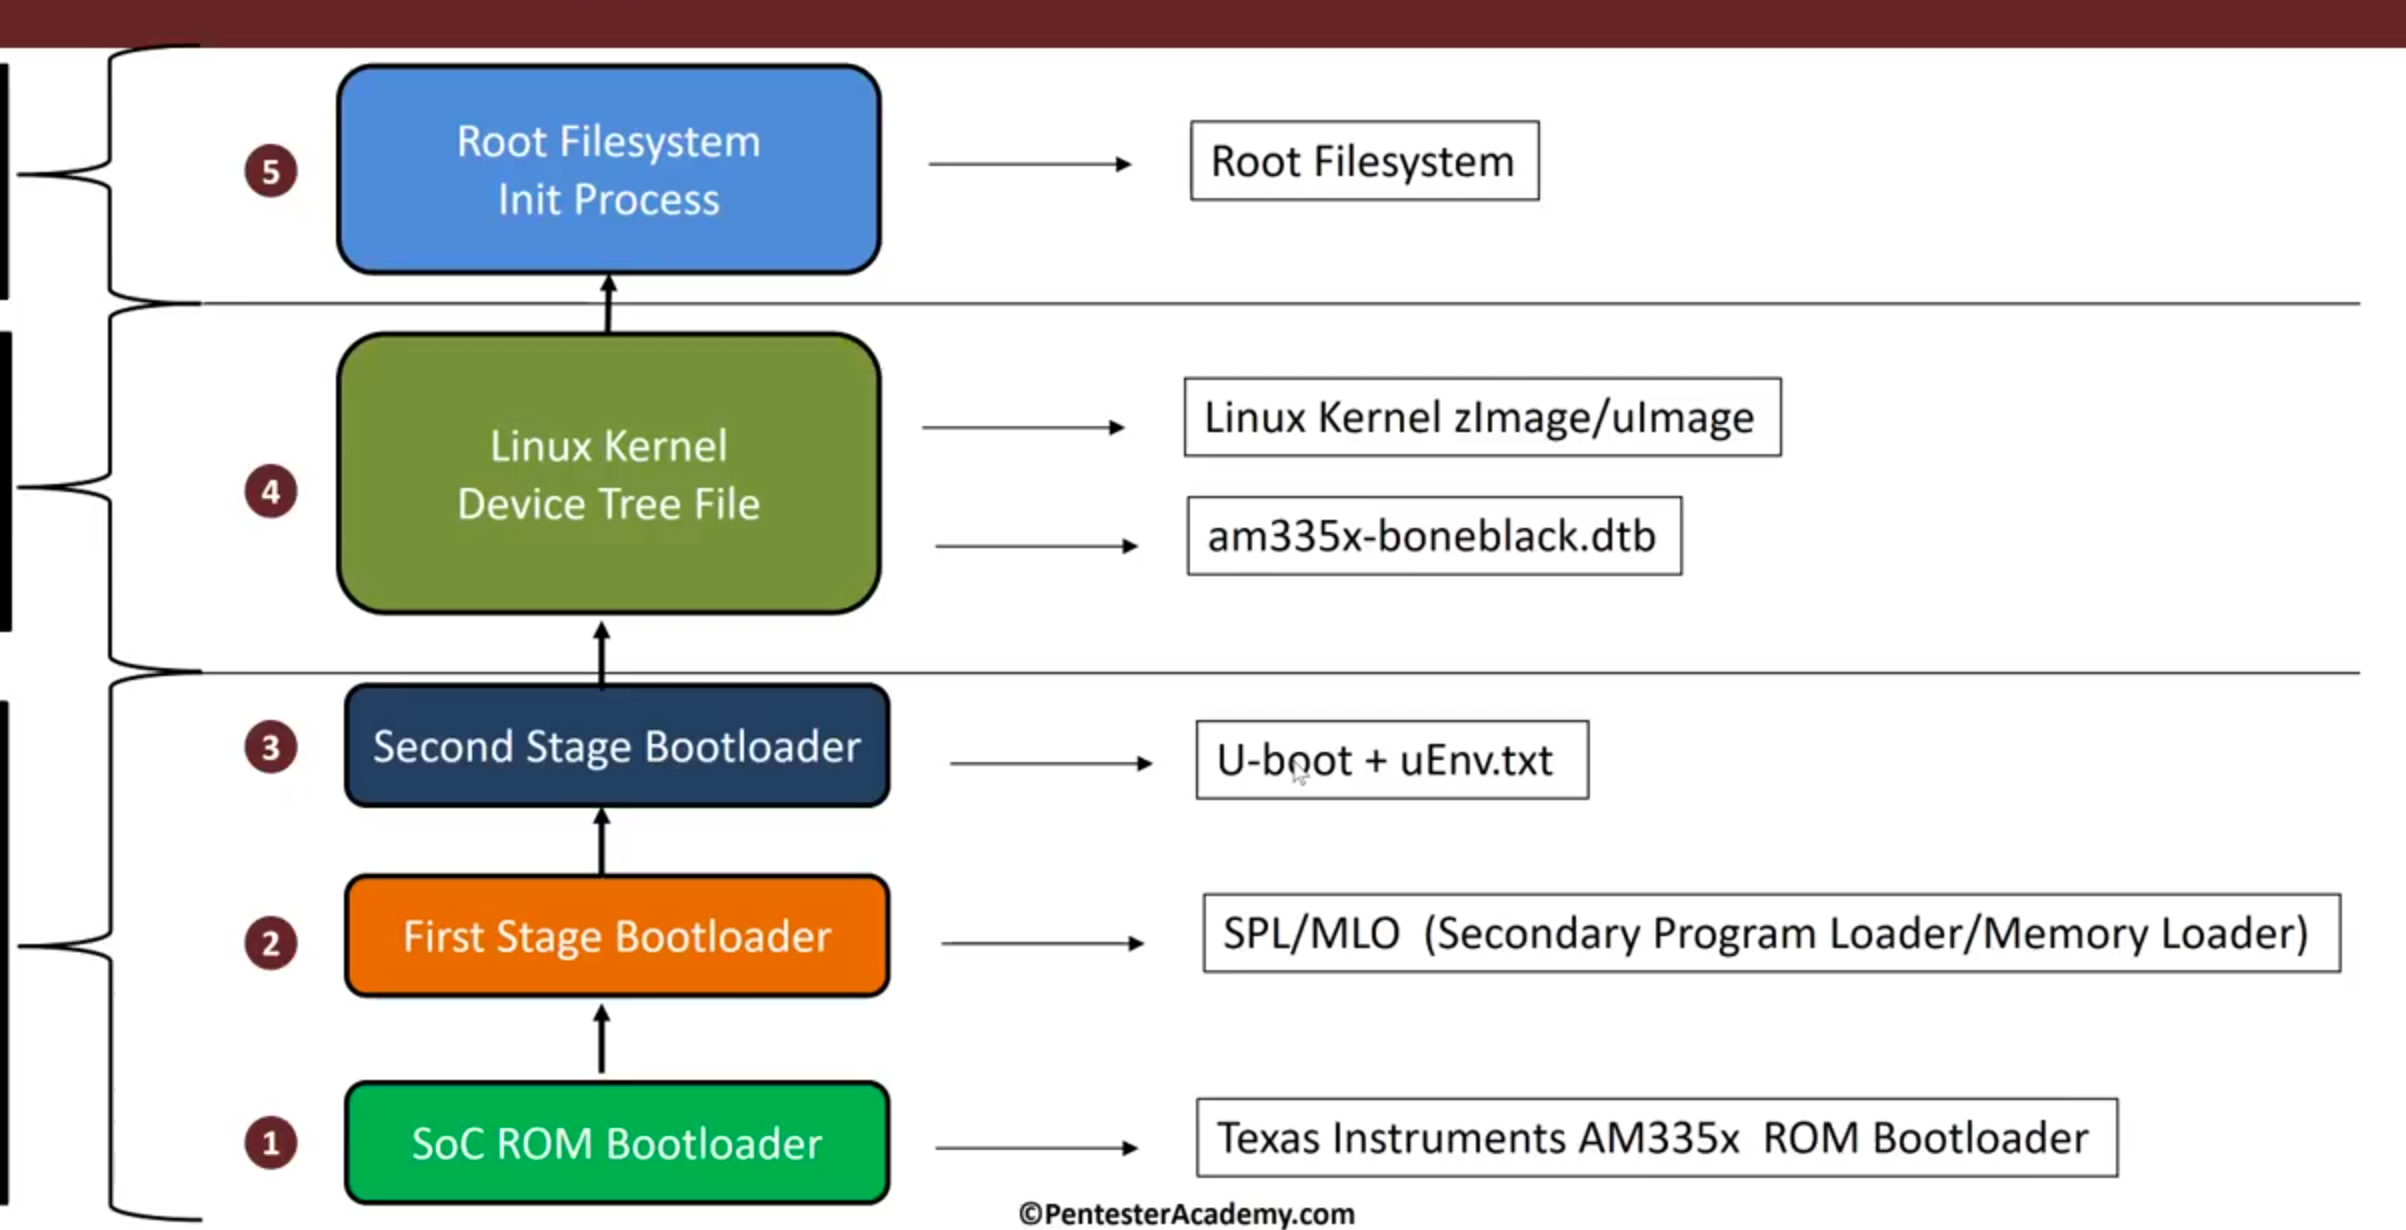 5
Root Filesystem
Init Process
Root Filesystem
4
Linux Kernel
Device Tree File
Linux Kernel zImage/uImage
am335x-boneblack.dtb
3
Second Stage Bootloader
U-boot + uEnv.txt
2
First Stage Bootloader
SPL/MLO (Secondary Program Loader/Memory Loader)
1
SoC ROM Bootloader
Texas Instruments AM335x ROM Bootloader
©PentesterAcademy.com